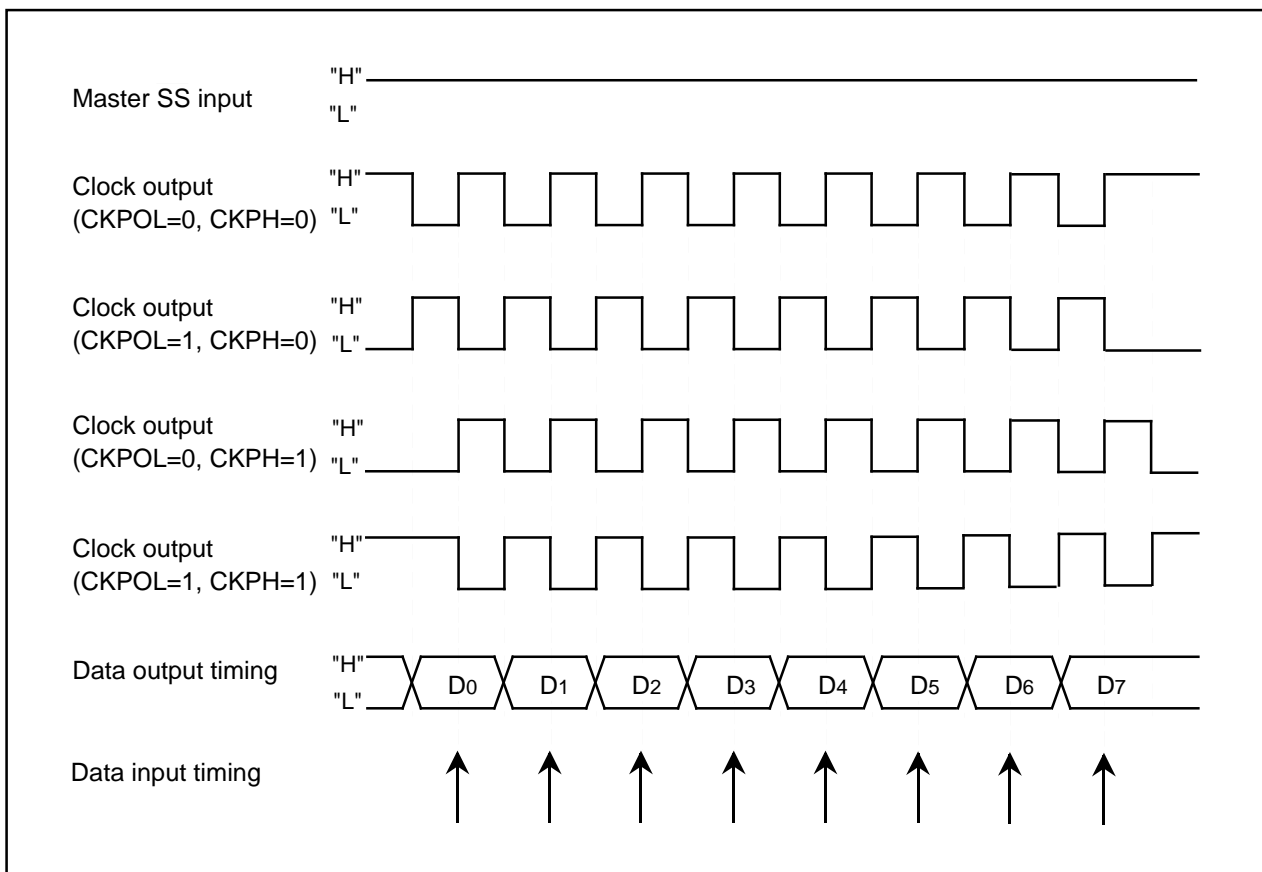 "H"
Master SS input
"L"
Clock output
"H"
(CKPOL=0, CKPH=0)
"L"
Clock output
"H"
(CKPOL=1, CKPH=0)
"L"
Clock output
"H"
(CKPOL=0, CKPH=1)
"L"
Clock output
"H"
(CKPOL=1, CKPH=1)
"L"
Data output timing
"H"
"L"
D0 D1 D2 D3 D4 D5 D6 D7
Data input timing